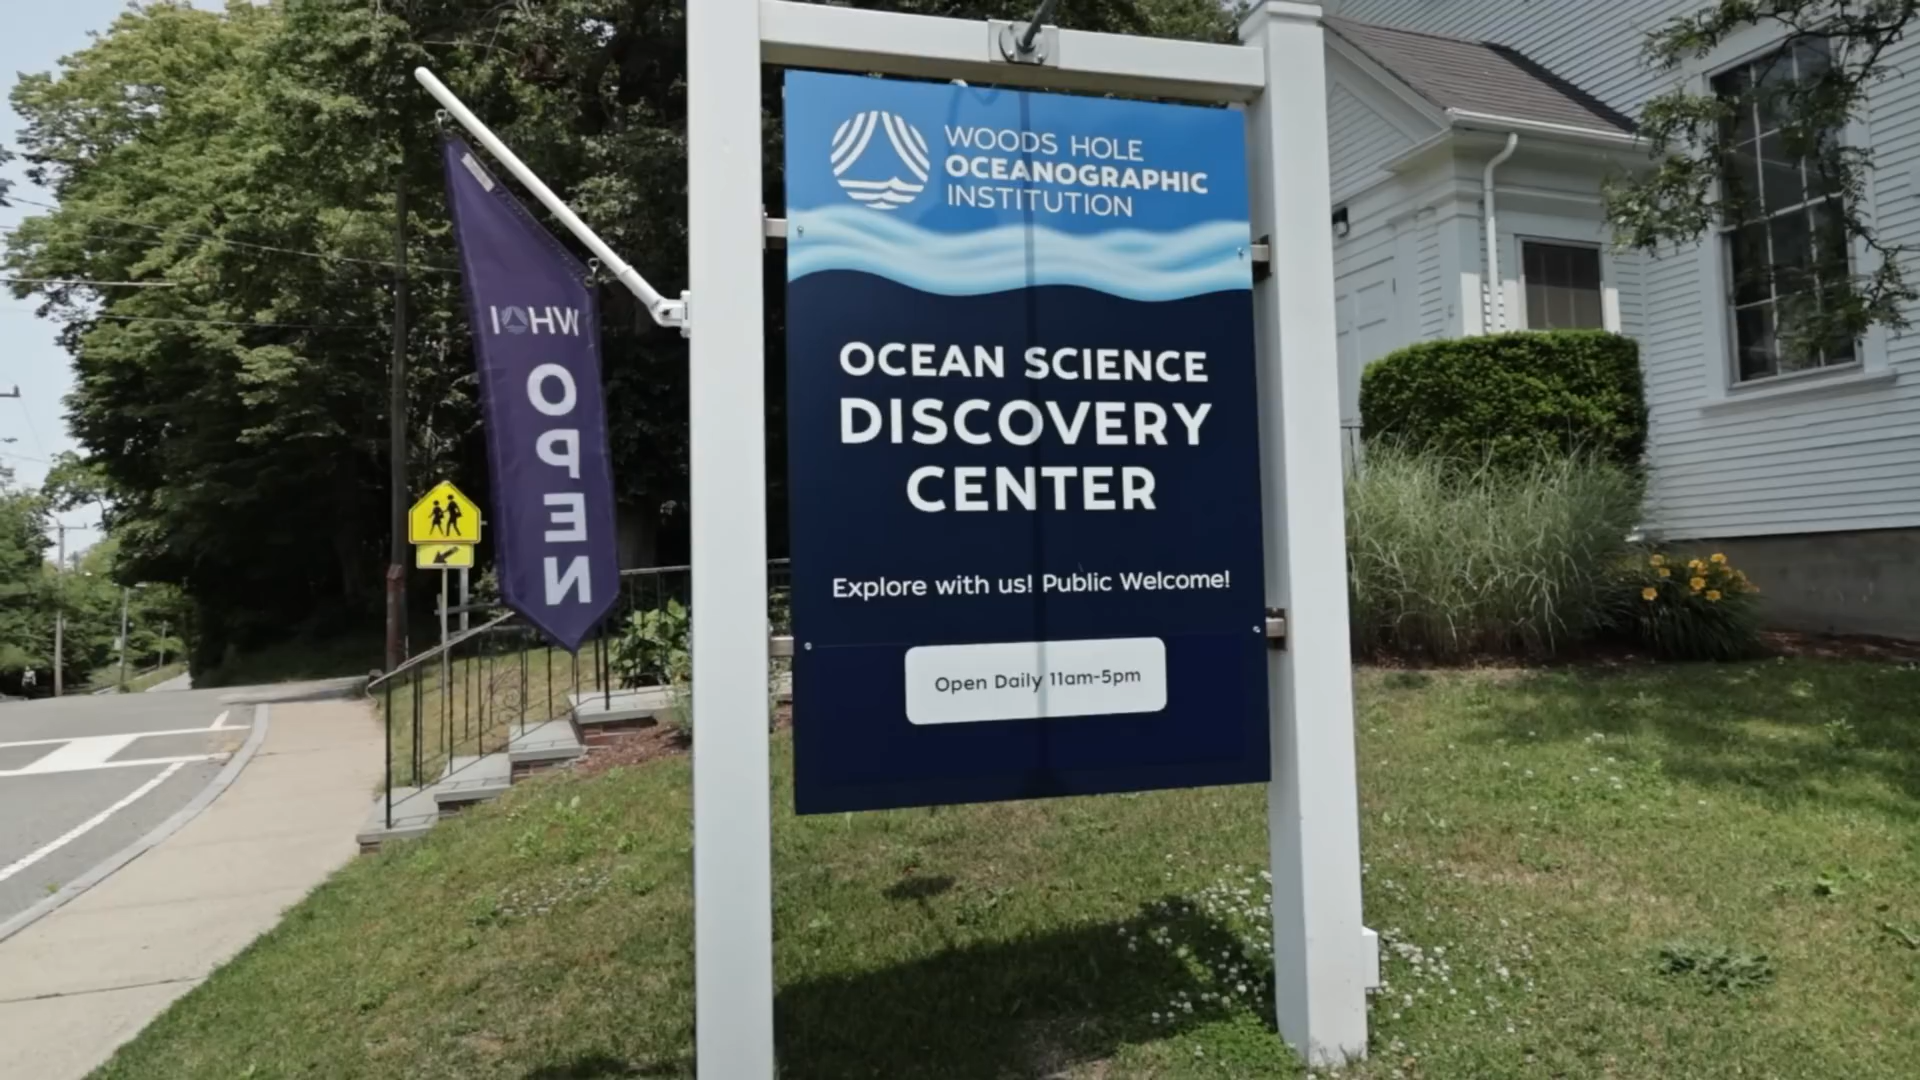 WOODS HOLE
OCEANOGRAPHIC
INSTITUTION
OCEAN SCIENCE
DISCOVERY
CENTER
Explore with us! Public Welcome!
Open Daily 11am-5pm
WHOI
OPEN